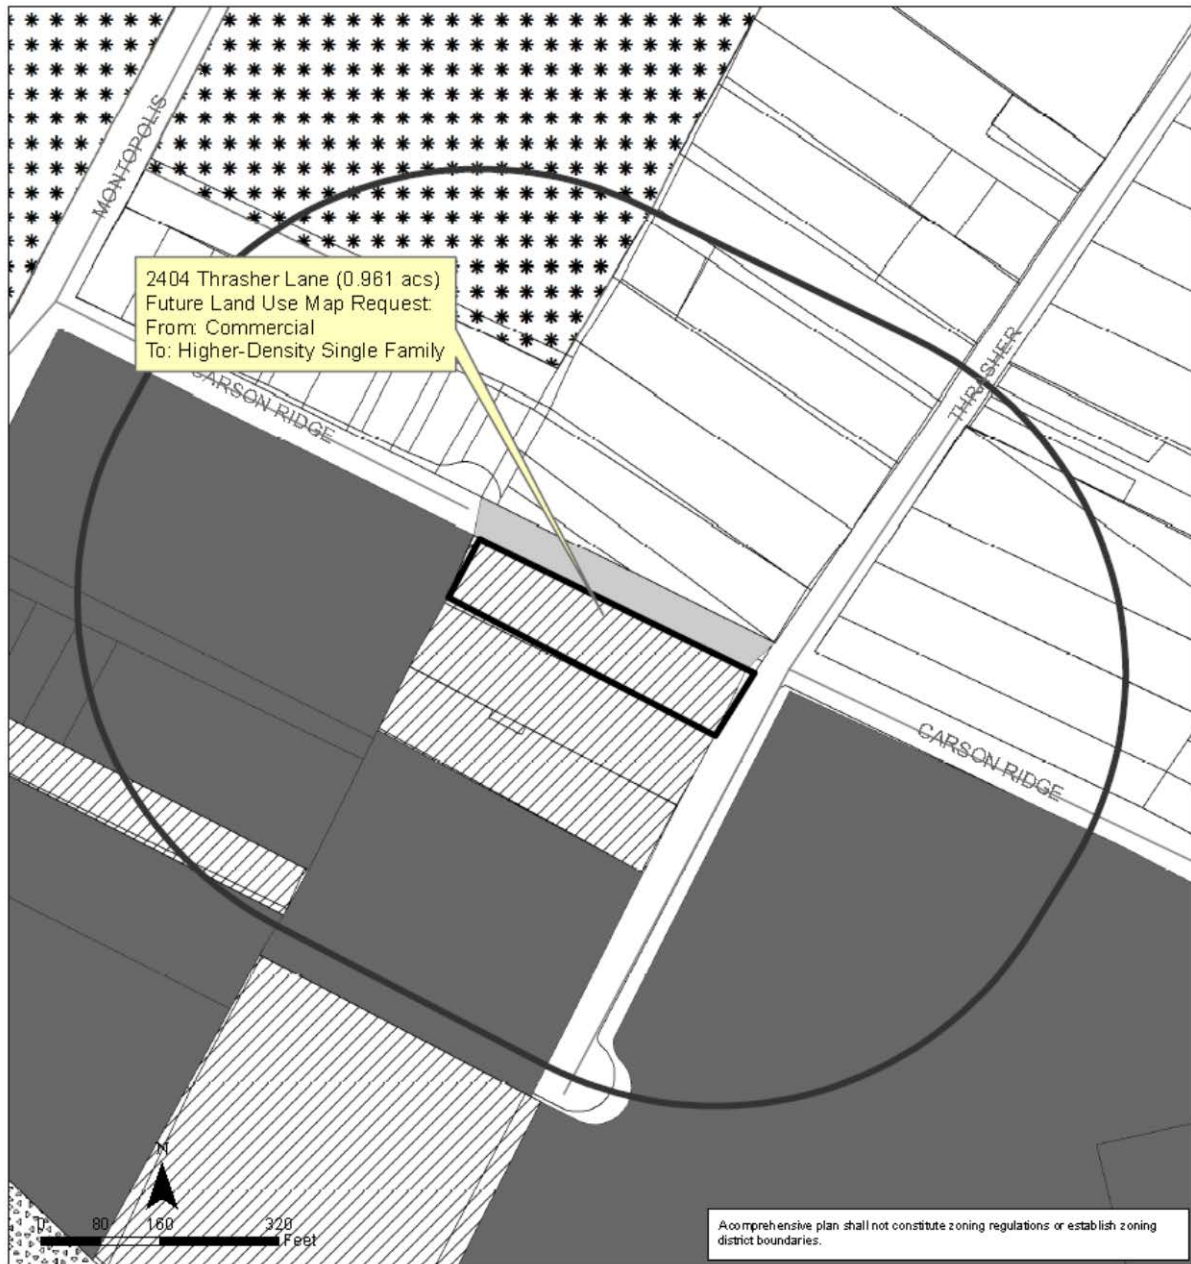 MONTOPOLIS
2404 Thrasher Lane (0.961 acs)
Future Land Use Map Request:
From: Commercial
To: Higher-Density Single Family
CARSON RIDGE
THRASHER
CARSON RIDGE
N
0 80 160 320
Feet
A comprehensive plan shall not constitute zoning regulations or establish zoning
district boundaries.